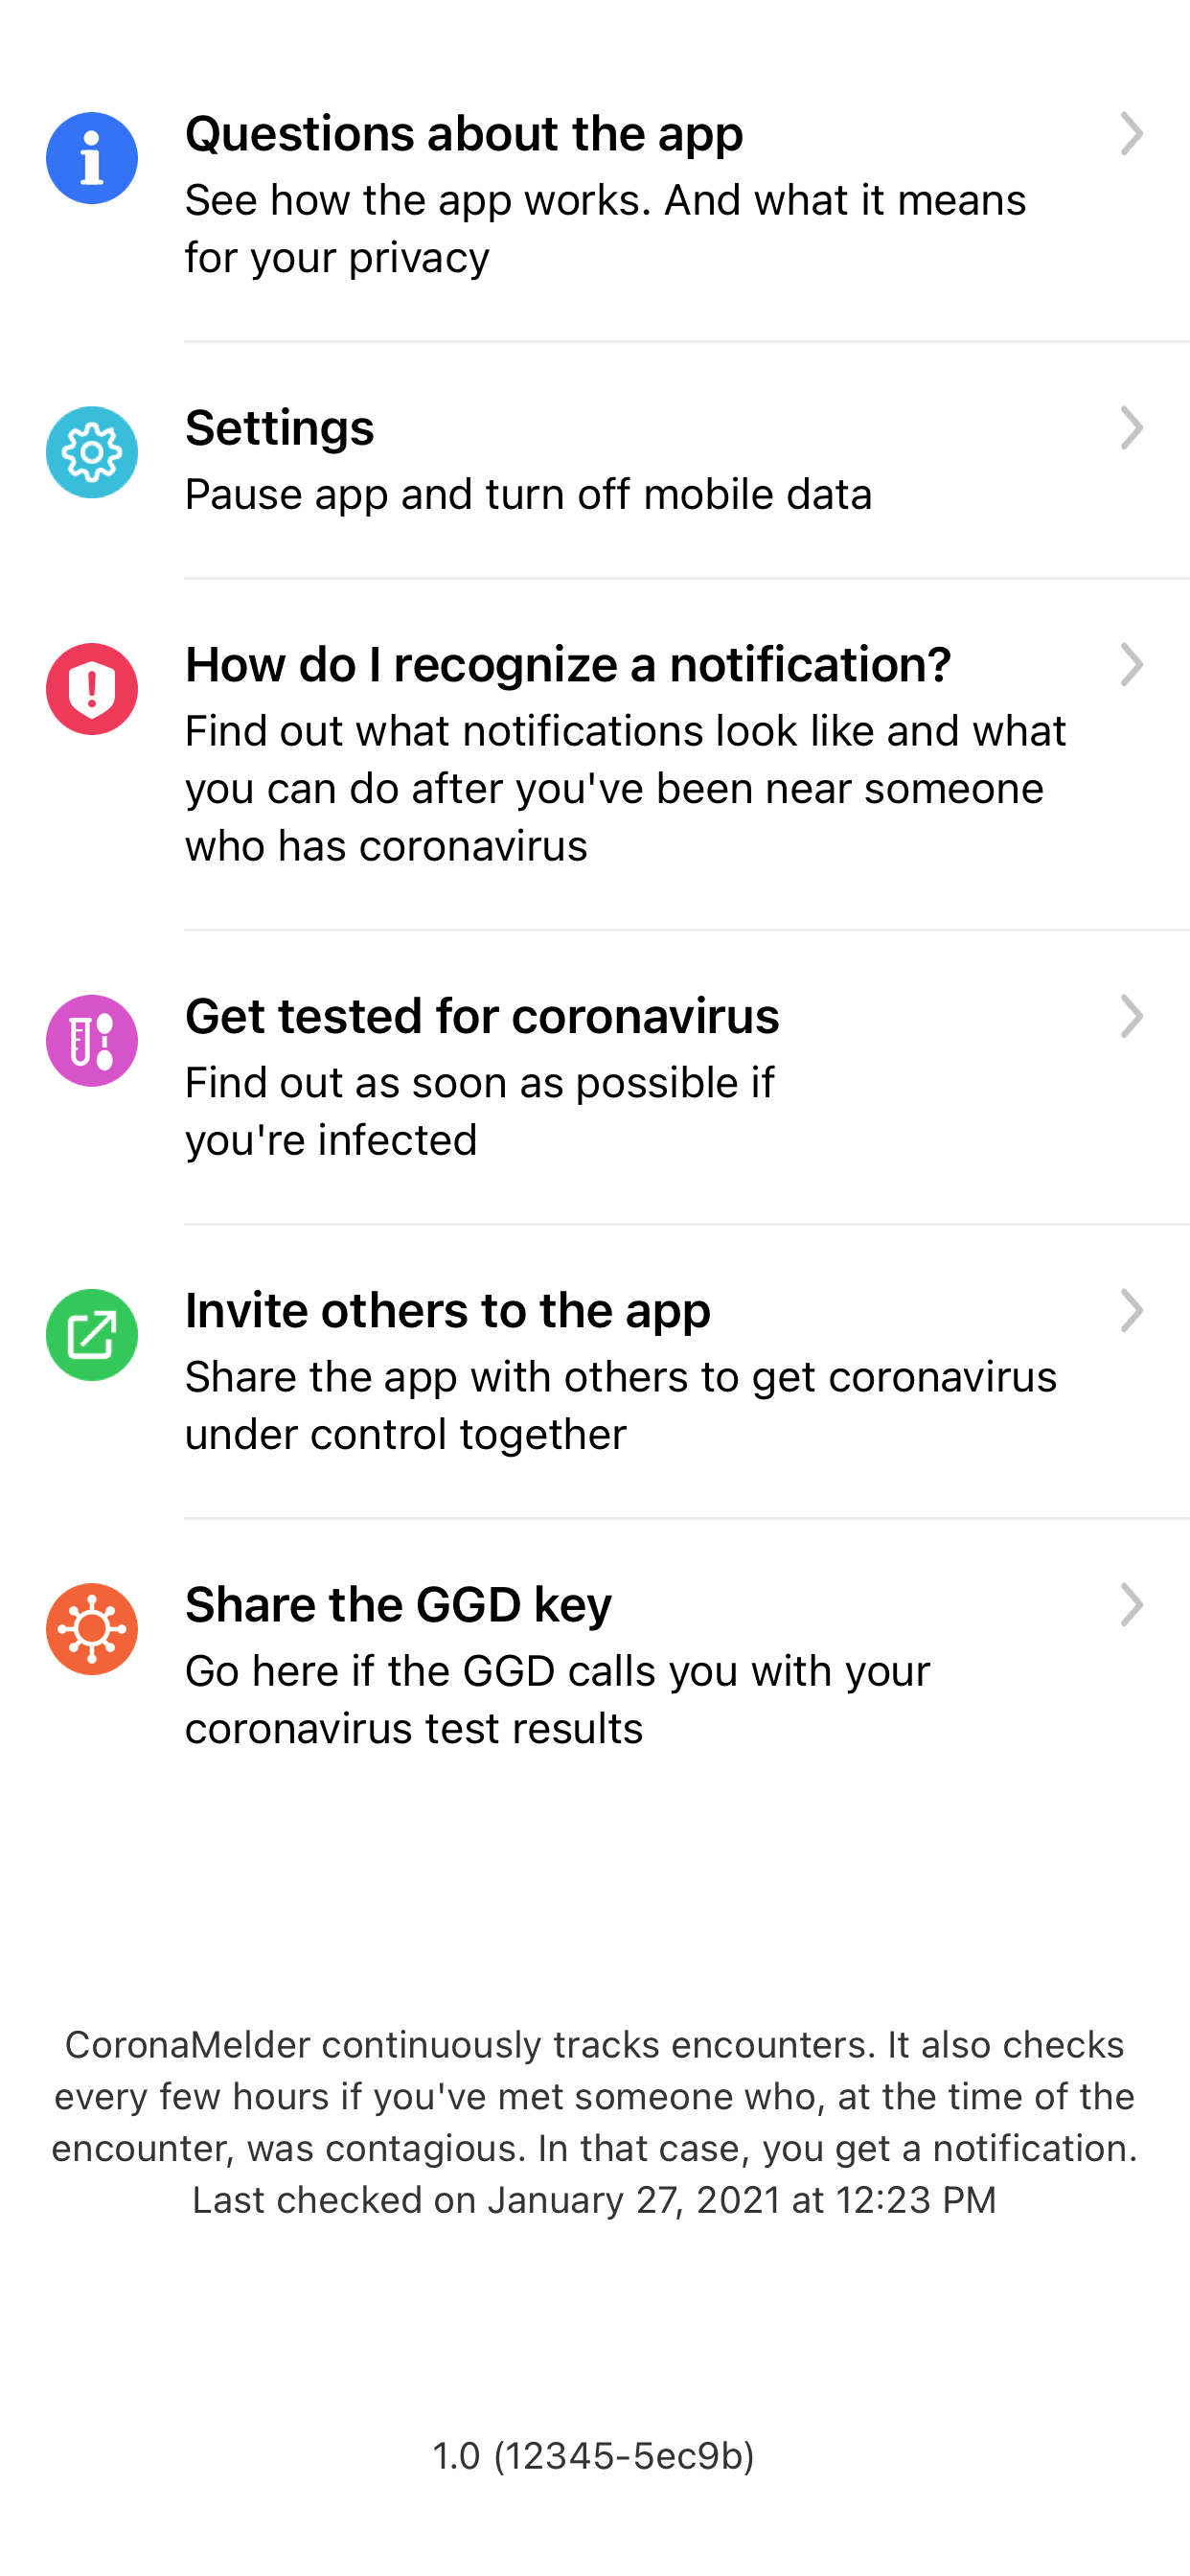 Questions about the app
See how the app works. And what it means
for your privacy
Settings
Pause app and turn off mobile data
How do I recognize a notification?
Find out what notifications look like and what
you can do after you've been near someone
who has coronavirus
Get tested for coronavirus
Find out as soon as possible if
you're infected
Invite others to the app
Share the app with others to get coronavirus
under control together
Share the GGD key
Go here if the GGD calls you with your
coronavirus test results
CoronaMelder continuously tracks encounters. It also checks
every few hours if you've met someone who, at the time of the
encounter, was contagious. In that case, you get a notification.
Last checked on January 27, 2021 at 12:23 PM
1.0 (12345-5ec9b)